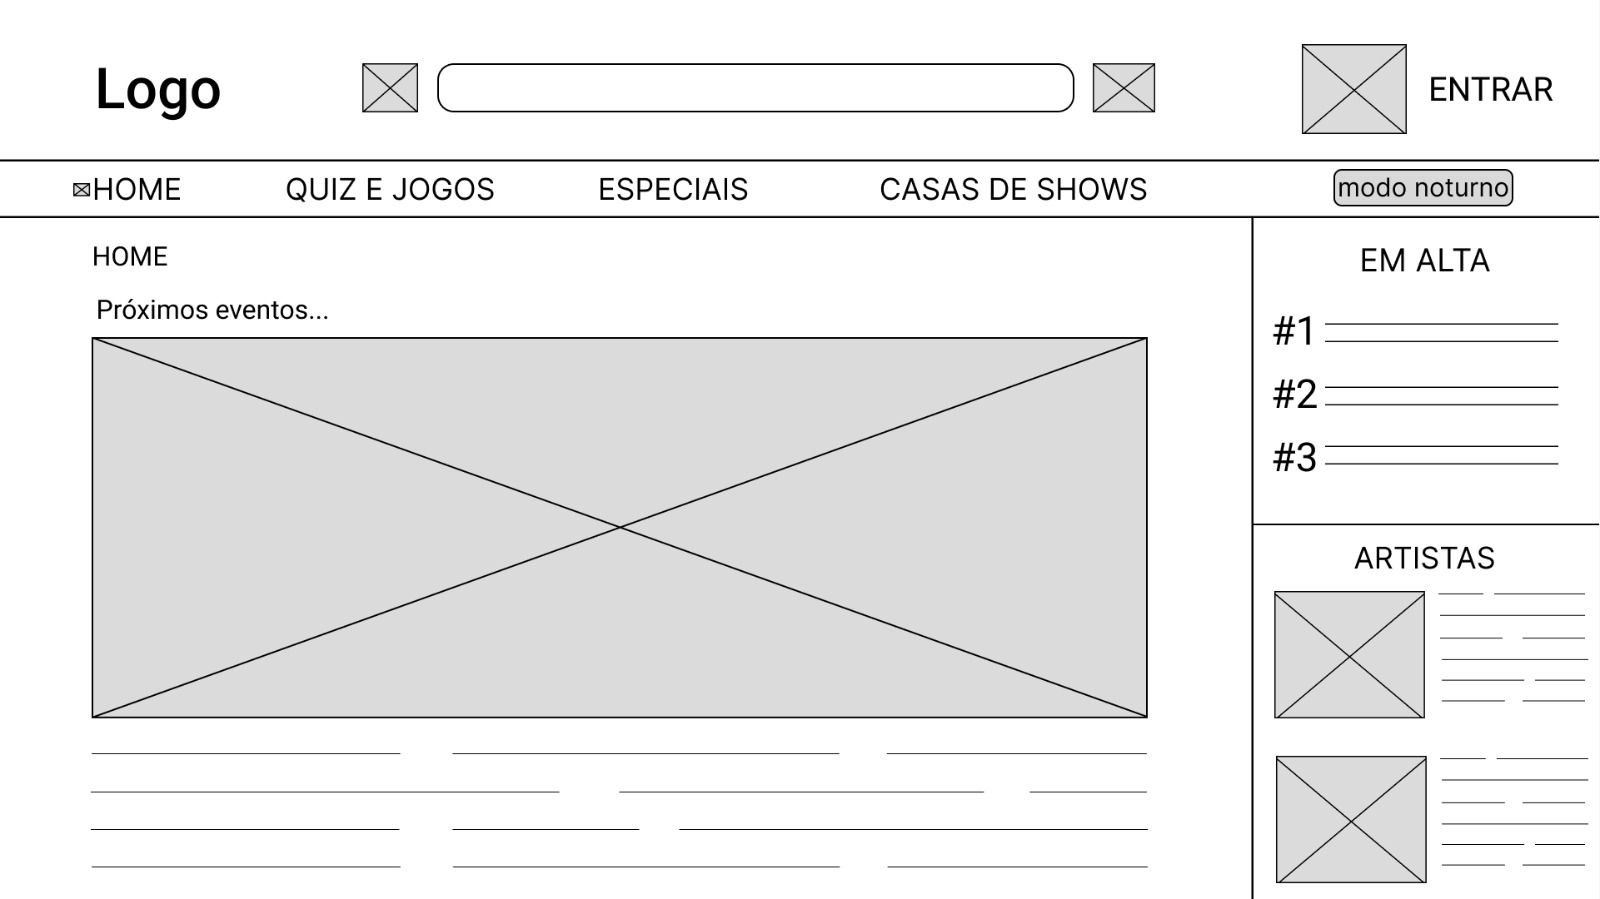 Logo
ENTRAR
HOME
QUIZ E JOGOS
ESPECIAIS
CASAS DE SHOWS
modo noturno
HOME
Próximos eventos...
EM ALTA
#1
#2
#3
ARTISTAS